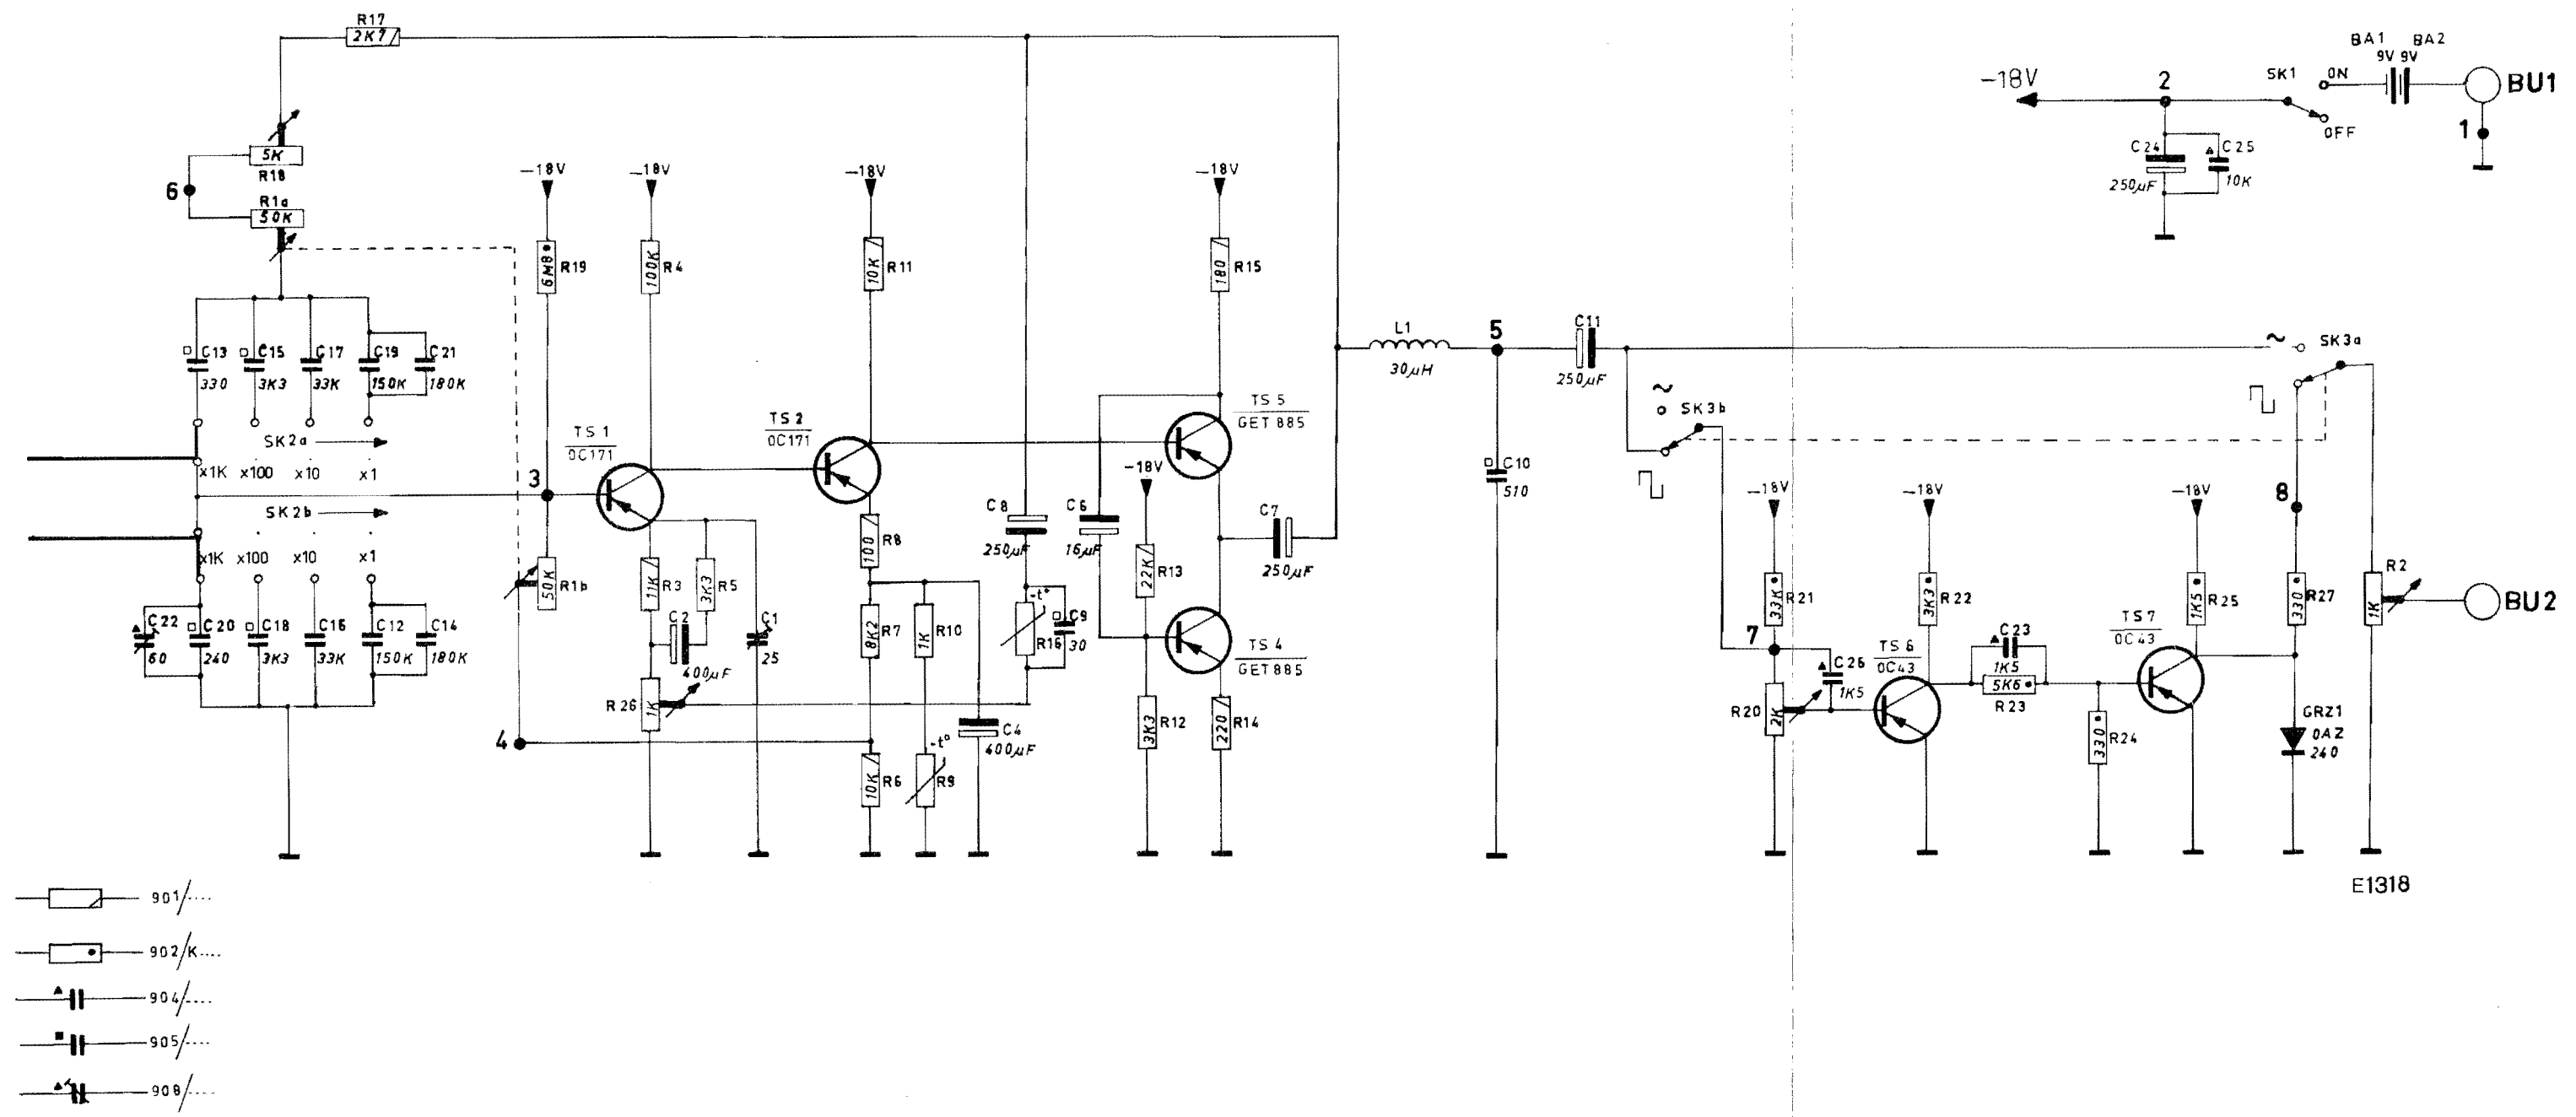 R17
2K7
5K
R18
6
R1a
50K
-18V
6M8
R19
-18V
100K
R4
-18V
10K
R11
-18V
180
R15
-18V
2
C24
250µF
C25
10K
SK1
ON
OFF
BA1
9V
BA2
9V
BU1
1
C13
330
C15
3K3
C17
33K
C19
150K
C21
180K
SK2a
x1K
x100
x10
x1
SK2b
x1K
x100
x10
x1
C22
60
C20
240
C18
3K3
C16
33K
C12
150K
C14
180K
3
50K
R1b
4
TS1
OC171
11K
R3
3K3
R5
C2
400µF
C1
25
R26
1K
TS2
OC171
100
R8
8K2
R7
1K
R10
10K
R6
-t°
R9
C4
400µF
C8
250µF
-t°
R16
C9
30
C6
16µF
-18V
22K
R13
3K3
R12
TS5
GET885
C7
250µF
TS4
GET885
220
R14
L1
30µH
5
C10
510
C11
250µF
~
SK3b
~
SK3a
-18V
33K
R21
7
R20
2K
C26
1K5
TS6
OC43
-18V
3K3
R22
C23
1K5
5K6
R23
330
R24
TS7
OC43
-18V
1K5
R25
8
330
R27
GRZ1
OAZ
240
R2
1K
BU2
E1318
901/....
902/K....
904/....
905/....
908/....